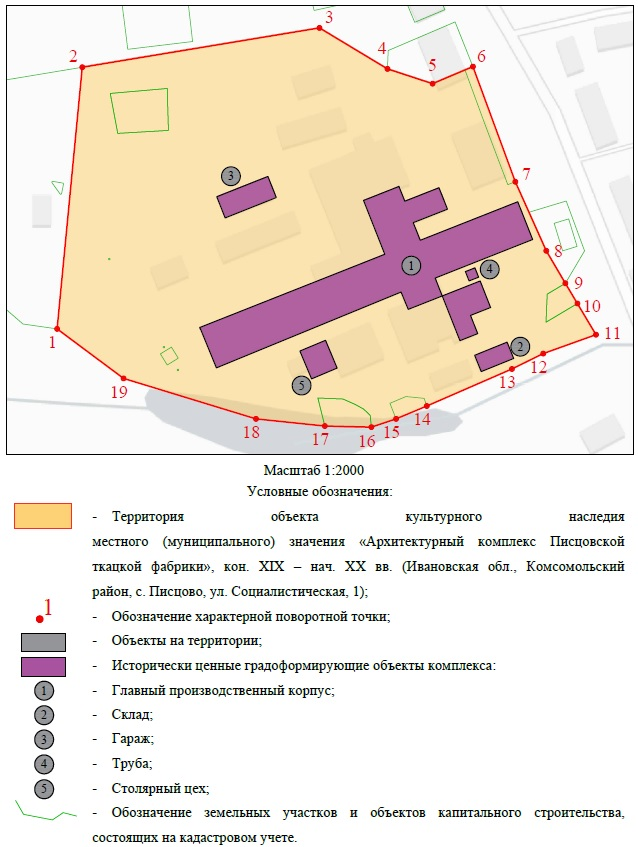 3
2
4
5
6
3
7
1
4
8
9
10
1
2
11
12
5
13
19
14
18
17
16
15
Масштаб 1:2000
Условные обозначения:
- Территория объекта культурного наследия
местного (муниципального) значения «Архитектурный комплекс Писцовской
ткацкой фабрики», кон. XIX – нач. XX вв. (Ивановская обл., Комсомольский
район, с. Писцово, ул. Социалистическая, 1);
1 - Обозначение характерной поворотной точки;
- Объекты на территории;
- Исторически ценные градоформирующие объекты комплекса:
1 - Главный производственный корпус;
2 - Склад;
3 - Гараж;
4 - Труба;
5 - Столярный цех;
- Обозначение земельных участков и объектов капитального строительства,
состоящих на кадастровом учете.